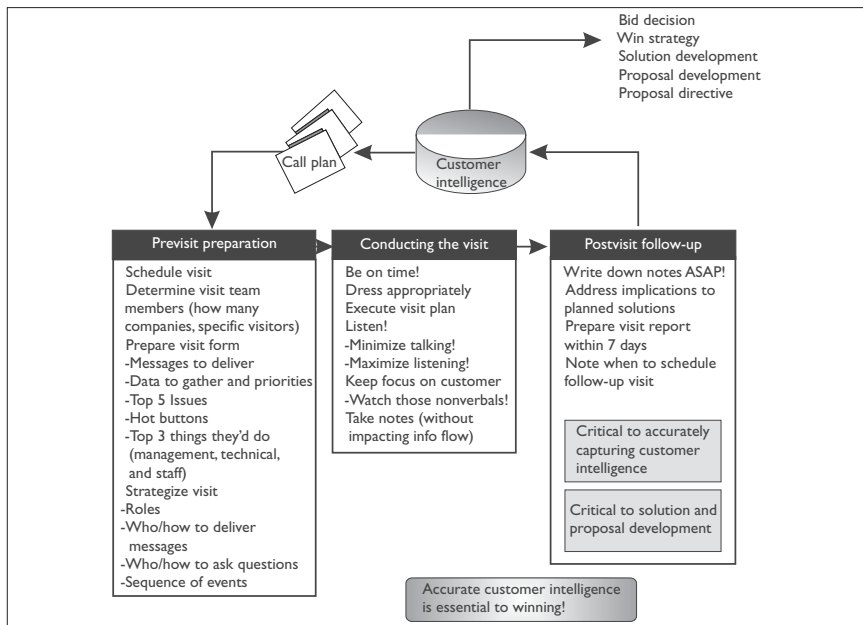 Bid decision
Win strategy
Solution development
Proposal development
Proposal directive
Call plan
Customer
intelligence
Previsit preparation
Schedule visit
Determine visit team
members (how many
companies, specific visitors)
Prepare visit form
-Messages to deliver
-Data to gather and priorities
-Top 5 Issues
-Hot buttons
-Top 3 things they'd do
(management, technical,
and staff)
Strategize visit
-Roles
-Who/how to deliver
messages
-Who/how to ask questions
-Sequence of events
Conducting the visit
Be on time!
Dress appropriately
Execute visit plan
Listen!
-Minimize talking!
-Maximize listening!
Keep focus on customer
-Watch those nonverbals!
Take notes (without
impacting info flow)
Postvisit follow-up
Write down notes ASAP!
Address implications to
planned solutions
Prepare visit report
within 7 days
Note when to schedule
follow-up visit
Critical to accurately
capturing customer
intelligence
Critical to solution and
proposal development
Accurate customer intelligence
is essential to winning!